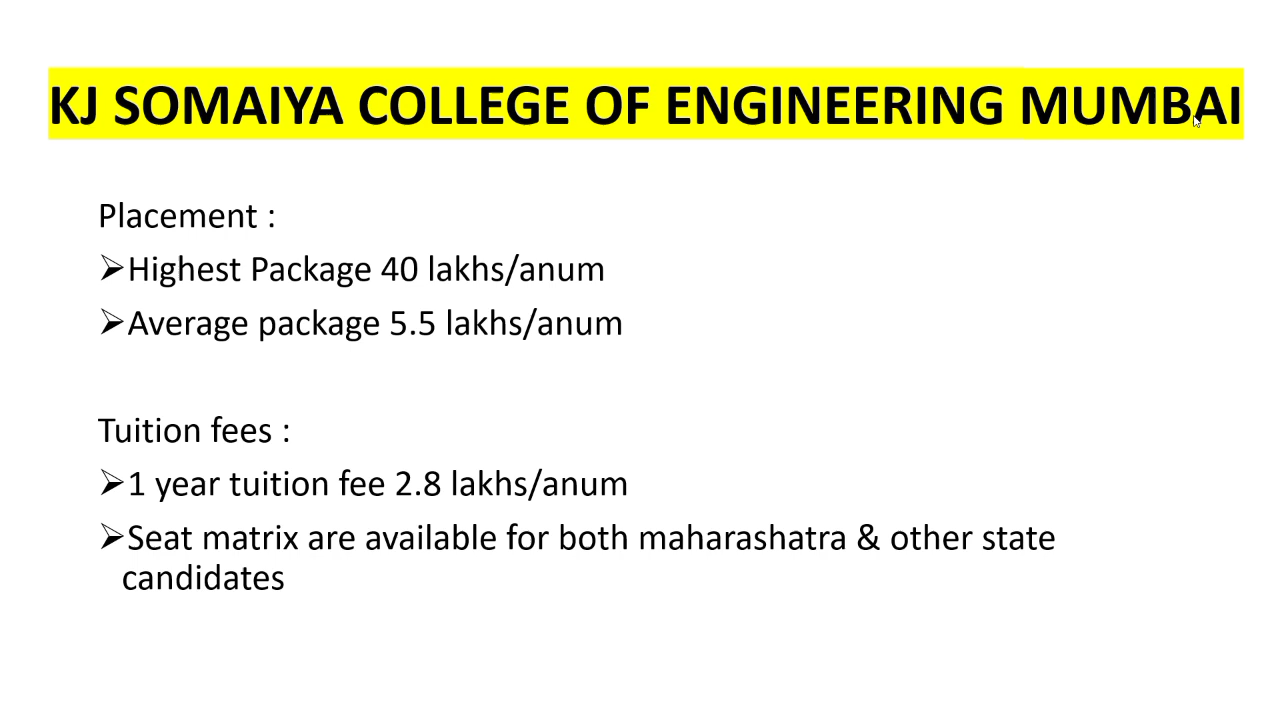 KJ SOMAIYA COLLEGE OF ENGINEERING MUMBAI
Placement :
➢Highest Package 40 lakhs/anum
➢Average package 5.5 lakhs/anum
Tuition fees :
➢1 year tuition fee 2.8 lakhs/anum
➢Seat matrix are available for both maharashatra & other state
candidates